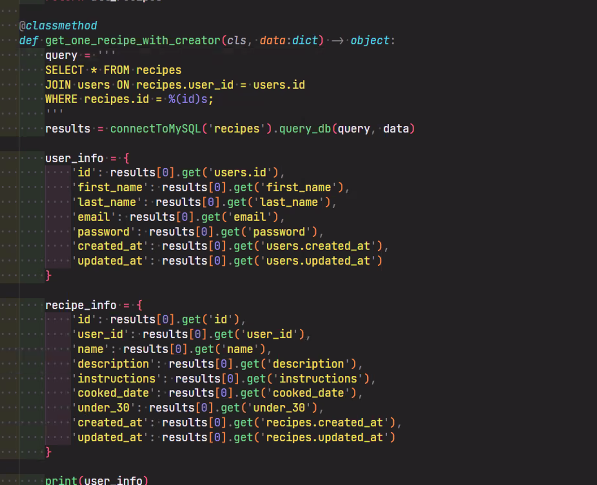 @classmethod
def get_one_recipe_with_creator(cls, data:dict) -> object:
query = '''
SELECT * FROM recipes
JOIN users ON recipes.user_id = users.id
WHERE recipes.id = %(id)s;
'''
results = connectToMySQL('recipes').query_db(query, data)
user_info = {
'id': results[0].get('users.id'),
'first_name': results[0].get('first_name'),
'last_name': results[0].get('last_name'),
'email': results[0].get('email'),
'password': results[0].get('password'),
'created_at': results[0].get('users.created_at'),
'updated_at': results[0].get('users.updated_at')
}
recipe_info = {
'id': results[0].get('id'),
'user_id': results[0].get('user_id'),
'name': results[0].get('name'),
'description': results[0].get('description'),
'instructions': results[0].get('instructions'),
'cooked_date': results[0].get('cooked_date'),
'under_30': results[0].get('under_30'),
'created_at': results[0].get('recipes.created_at'),
'updated_at': results[0].get('recipes.updated_at')
}
print(user_info)